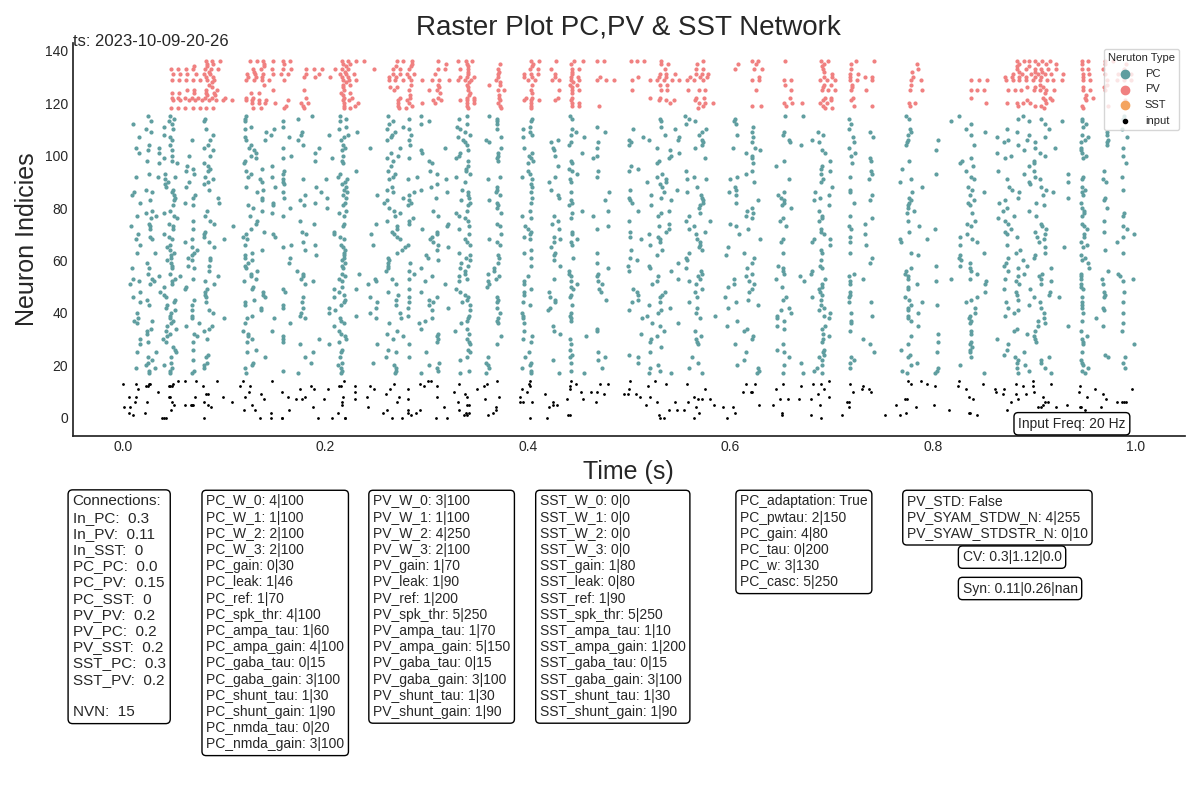 Raster Plot PC,PV & SST Network
ts: 2023-10-09-20-26
Neruton Type
PC
PV
SST
input
140
120
100
80
60
40
20
0
Neuron Indicies
Input Freq: 20 Hz
0.0 0.2 0.4 0.6 0.8 1.0
Time (s)
Connections:
In_PC: 0.3
In_PV: 0.11
In_SST: 0
PC_PC: 0.0
PC_PV: 0.15
PC_SST: 0
PV_PV: 0.2
PV_PC: 0.2
PV_SST: 0.2
SST_PC: 0.3
SST_PV: 0.2
NVN: 15
PC_W_0: 4|100
PC_W_1: 1|100
PC_W_2: 2|100
PC_W_3: 2|100
PC_gain: 0|30
PC_leak: 1|46
PC_ref: 1|70
PC_spk_thr: 4|100
PC_ampa_tau: 1|60
PC_ampa_gain: 4|100
PC_gaba_tau: 0|15
PC_gaba_gain: 3|100
PC_shunt_tau: 1|30
PC_shunt_gain: 1|90
PC_nmda_tau: 0|20
PC_nmda_gain: 3|100
PV_W_0: 3|100
PV_W_1: 1|100
PV_W_2: 4|250
PV_W_3: 2|100
PV_gain: 1|70
PV_leak: 1|90
PV_ref: 1|200
PV_spk_thr: 5|250
PV_ampa_tau: 1|70
PV_ampa_gain: 5|150
PV_gaba_tau: 0|15
PV_gaba_gain: 3|100
PV_shunt_tau: 1|30
PV_shunt_gain: 1|90
SST_W_0: 0|0
SST_W_1: 0|0
SST_W_2: 0|0
SST_W_3: 0|0
SST_gain: 1|80
SST_leak: 0|80
SST_ref: 1|90
SST_spk_thr: 5|250
SST_ampa_tau: 1|10
SST_ampa_gain: 1|200
SST_gaba_tau: 0|15
SST_gaba_gain: 3|100
SST_shunt_tau: 1|30
SST_shunt_gain: 1|90
PC_adaptation: True
PC_pwtau: 2|150
PC_gain: 4|80
PC_tau: 0|200
PC_w: 3|130
PC_casc: 5|250
PV_STD: False
PV_SYAM_STDW_N: 4|255
PV_SYAW_STDSTR_N: 0|10
CV: 0.3|1.12|0.0
Syn: 0.11|0.26|nan